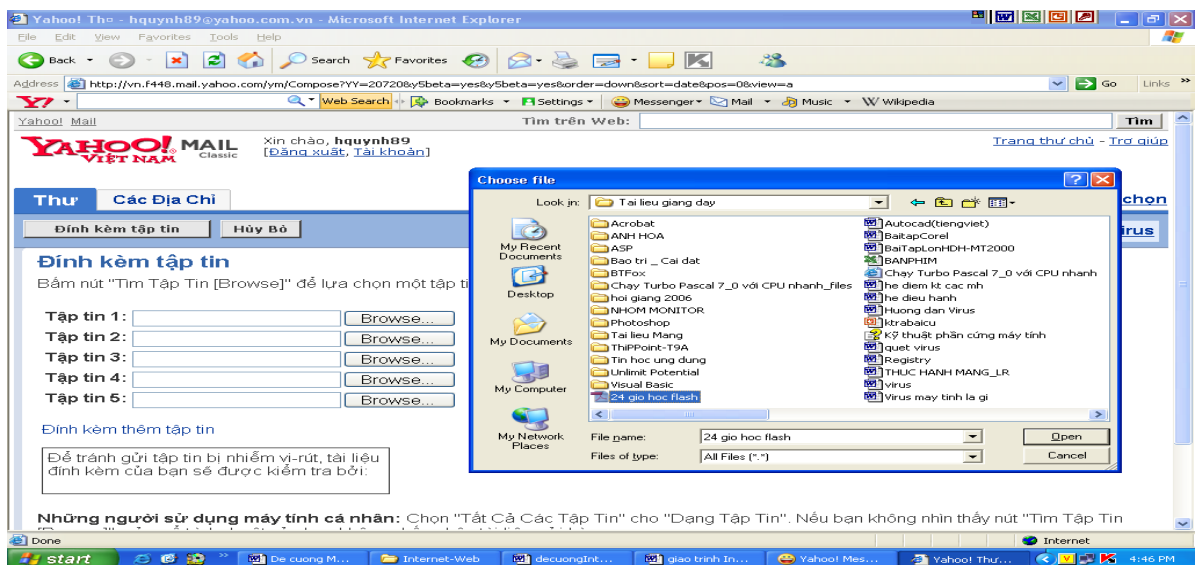 Yahoo! Th¤ - hquynh89@yahoo.com.vn - Microsoft Internet Explorer
File Edit View Favorites Tools Help
Back Search Favorites
Address http://vn.f448.mail.yahoo.com/ym/Compose?YY=20720&y5beta=yes&y5beta=yes&order=down&sort=date&pos=0&view=a Go Links »
Y7 Web Search Bookmarks Settings Messenger Mail Music W Wikipedia
Yahoo! Mail Tìm trên Web: Tìm
YAHOO! MAIL Classic
VIỆT NAM
Xin chào, hquynh89
[Đăng xuất, Tài khoản]
Trang thư chủ - Trợ giúp
Thư Các Địa Chỉ chọn
Đính kèm tập tin Hủy Bỏ irus
Đính kèm tập tin
Bấm nút "Tìm Tập Tin [Browse]" để lựa chọn một tập ti
Tập tin 1: Browse...
Tập tin 2: Browse...
Tập tin 3: Browse...
Tập tin 4: Browse...
Tập tin 5: Browse...
Đính kèm thêm tập tin
Để tránh gửi tập tin bị nhiễm vi-rút, tài liệu
đính kèm của bạn sẽ được kiểm tra bởi:
Những người sử dụng máy tính cá nhân: Chọn "Tất Cả Các Tập Tin" cho "Dạng Tập Tin". Nếu bạn không nhìn thấy nút "Tìm Tập Tin
Choose file
Look in: Tai lieu giang day
My Recent Documents
Desktop
My Documents
My Computer
My Network Places
Acrobat
ANH HOA
ASP
Bao tri _ Cai dat
BTFox
Chay Turbo Pascal 7_0 với CPU nhanh_files
hoi giang 2006
NHOM MONITOR
Photoshop
Tai lieu Mang
ThiPPoint-T9A
Tin hoc ung dung
Unlimit Potential
Visual Basic
24 gio hoc flash
Autocad(tiengviet)
BaitapCorel
BaiTapLonHDH-MT2000
BANPHIM
Chay Turbo Pascal 7_0 với CPU nhanh
he diem kt cac mh
he dieu hanh
Huong dan Virus
ktrabaicu
Kỹ thuật phần cứng máy tính
quet virus
Registry
THUC HANH MANG_LR
virus
Virus may tinh la gi
File name: 24 gio hoc flash Open
Files of type: All Files (*.*) Cancel
Done Internet
start » De cuong M... Internet-Web decuongInt... giao trinh In... Yahoo! Mes... Yahoo! Thư... 4:46 PM